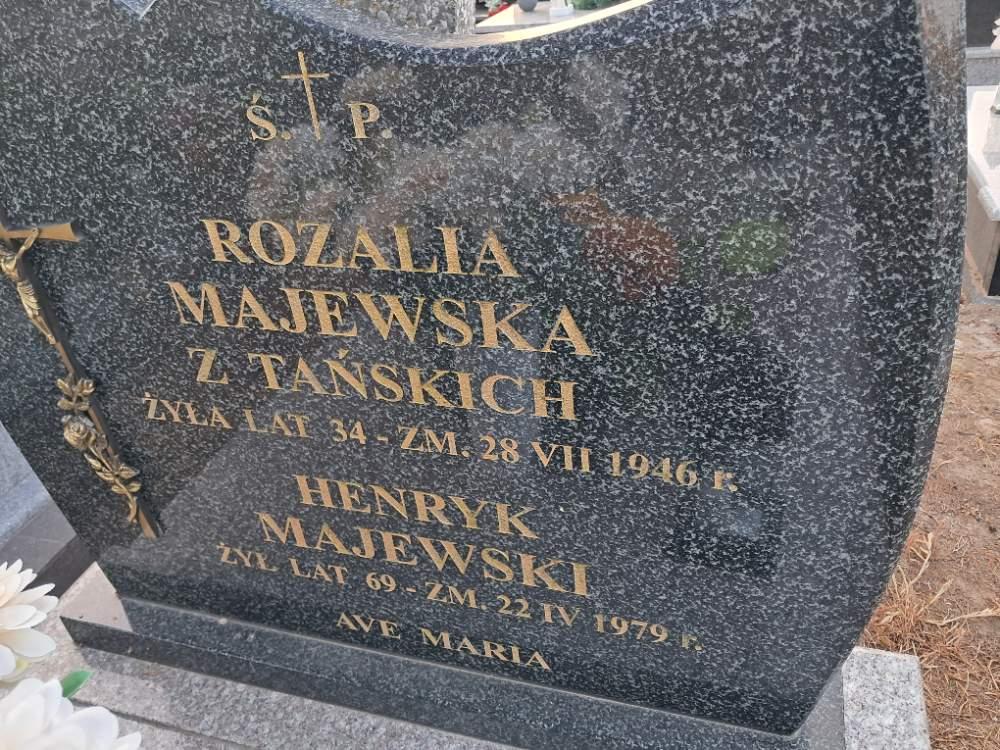 Ś. P.
ROZALIA
MAJEWSKA
Z TAŃSKICH
ŻYŁA LAT 34 - ZM. 28 VII 1946 r.
HENRYK
MAJEWSKI
ŻYŁ LAT 69 - ZM. 22 IV 1979 r.
AVE MARIA